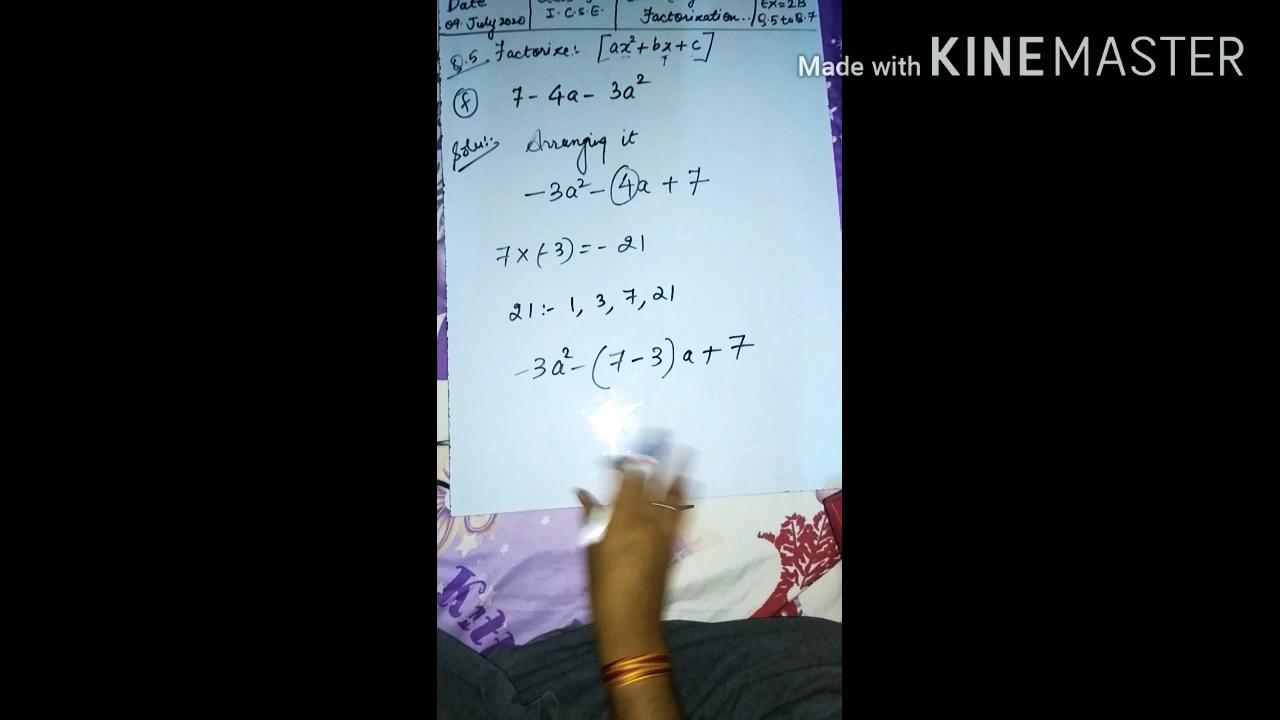 Date
09 July 2020
I.C.S.E.
Factorization..
Ex=2B
Q.5 to Q.7
Made with KINEMASTER
Q.5. Factorize:- [ax²+bx+c]
(f) 7-4a-3a²
Solu:- Arranging it
-3a²-4a+7
7×(-3)=-21
21:- 1, 3, 7, 21
-3a²-(7-3)a+7
Kitt